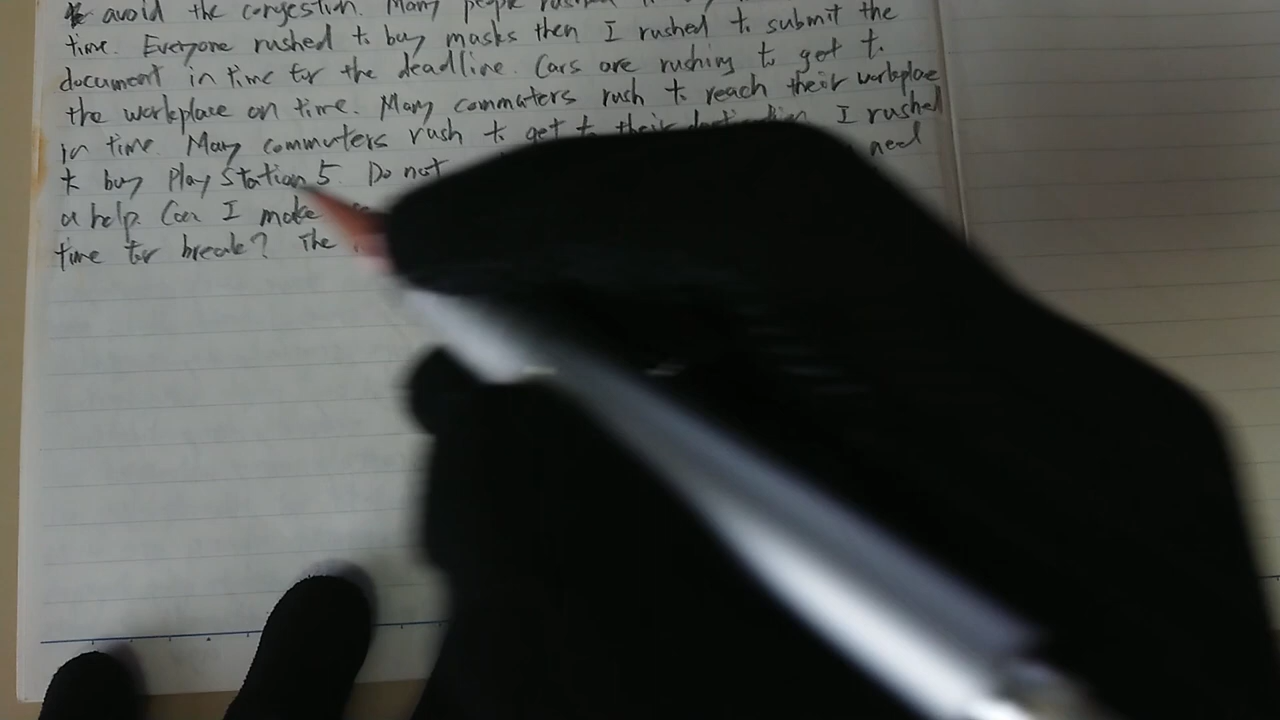 avoid the congestion. Many people
time. Everyone rushed to buy masks then I rushed to submit the
document in time for the deadline. Cars are rushing to get to
the workplace on time. Many commuters rush to reach their workplace
in time. Many commuters rush to get to their destination I rushed
to buy PlayStation 5. Do not need
a help. Can I make
time for break? The